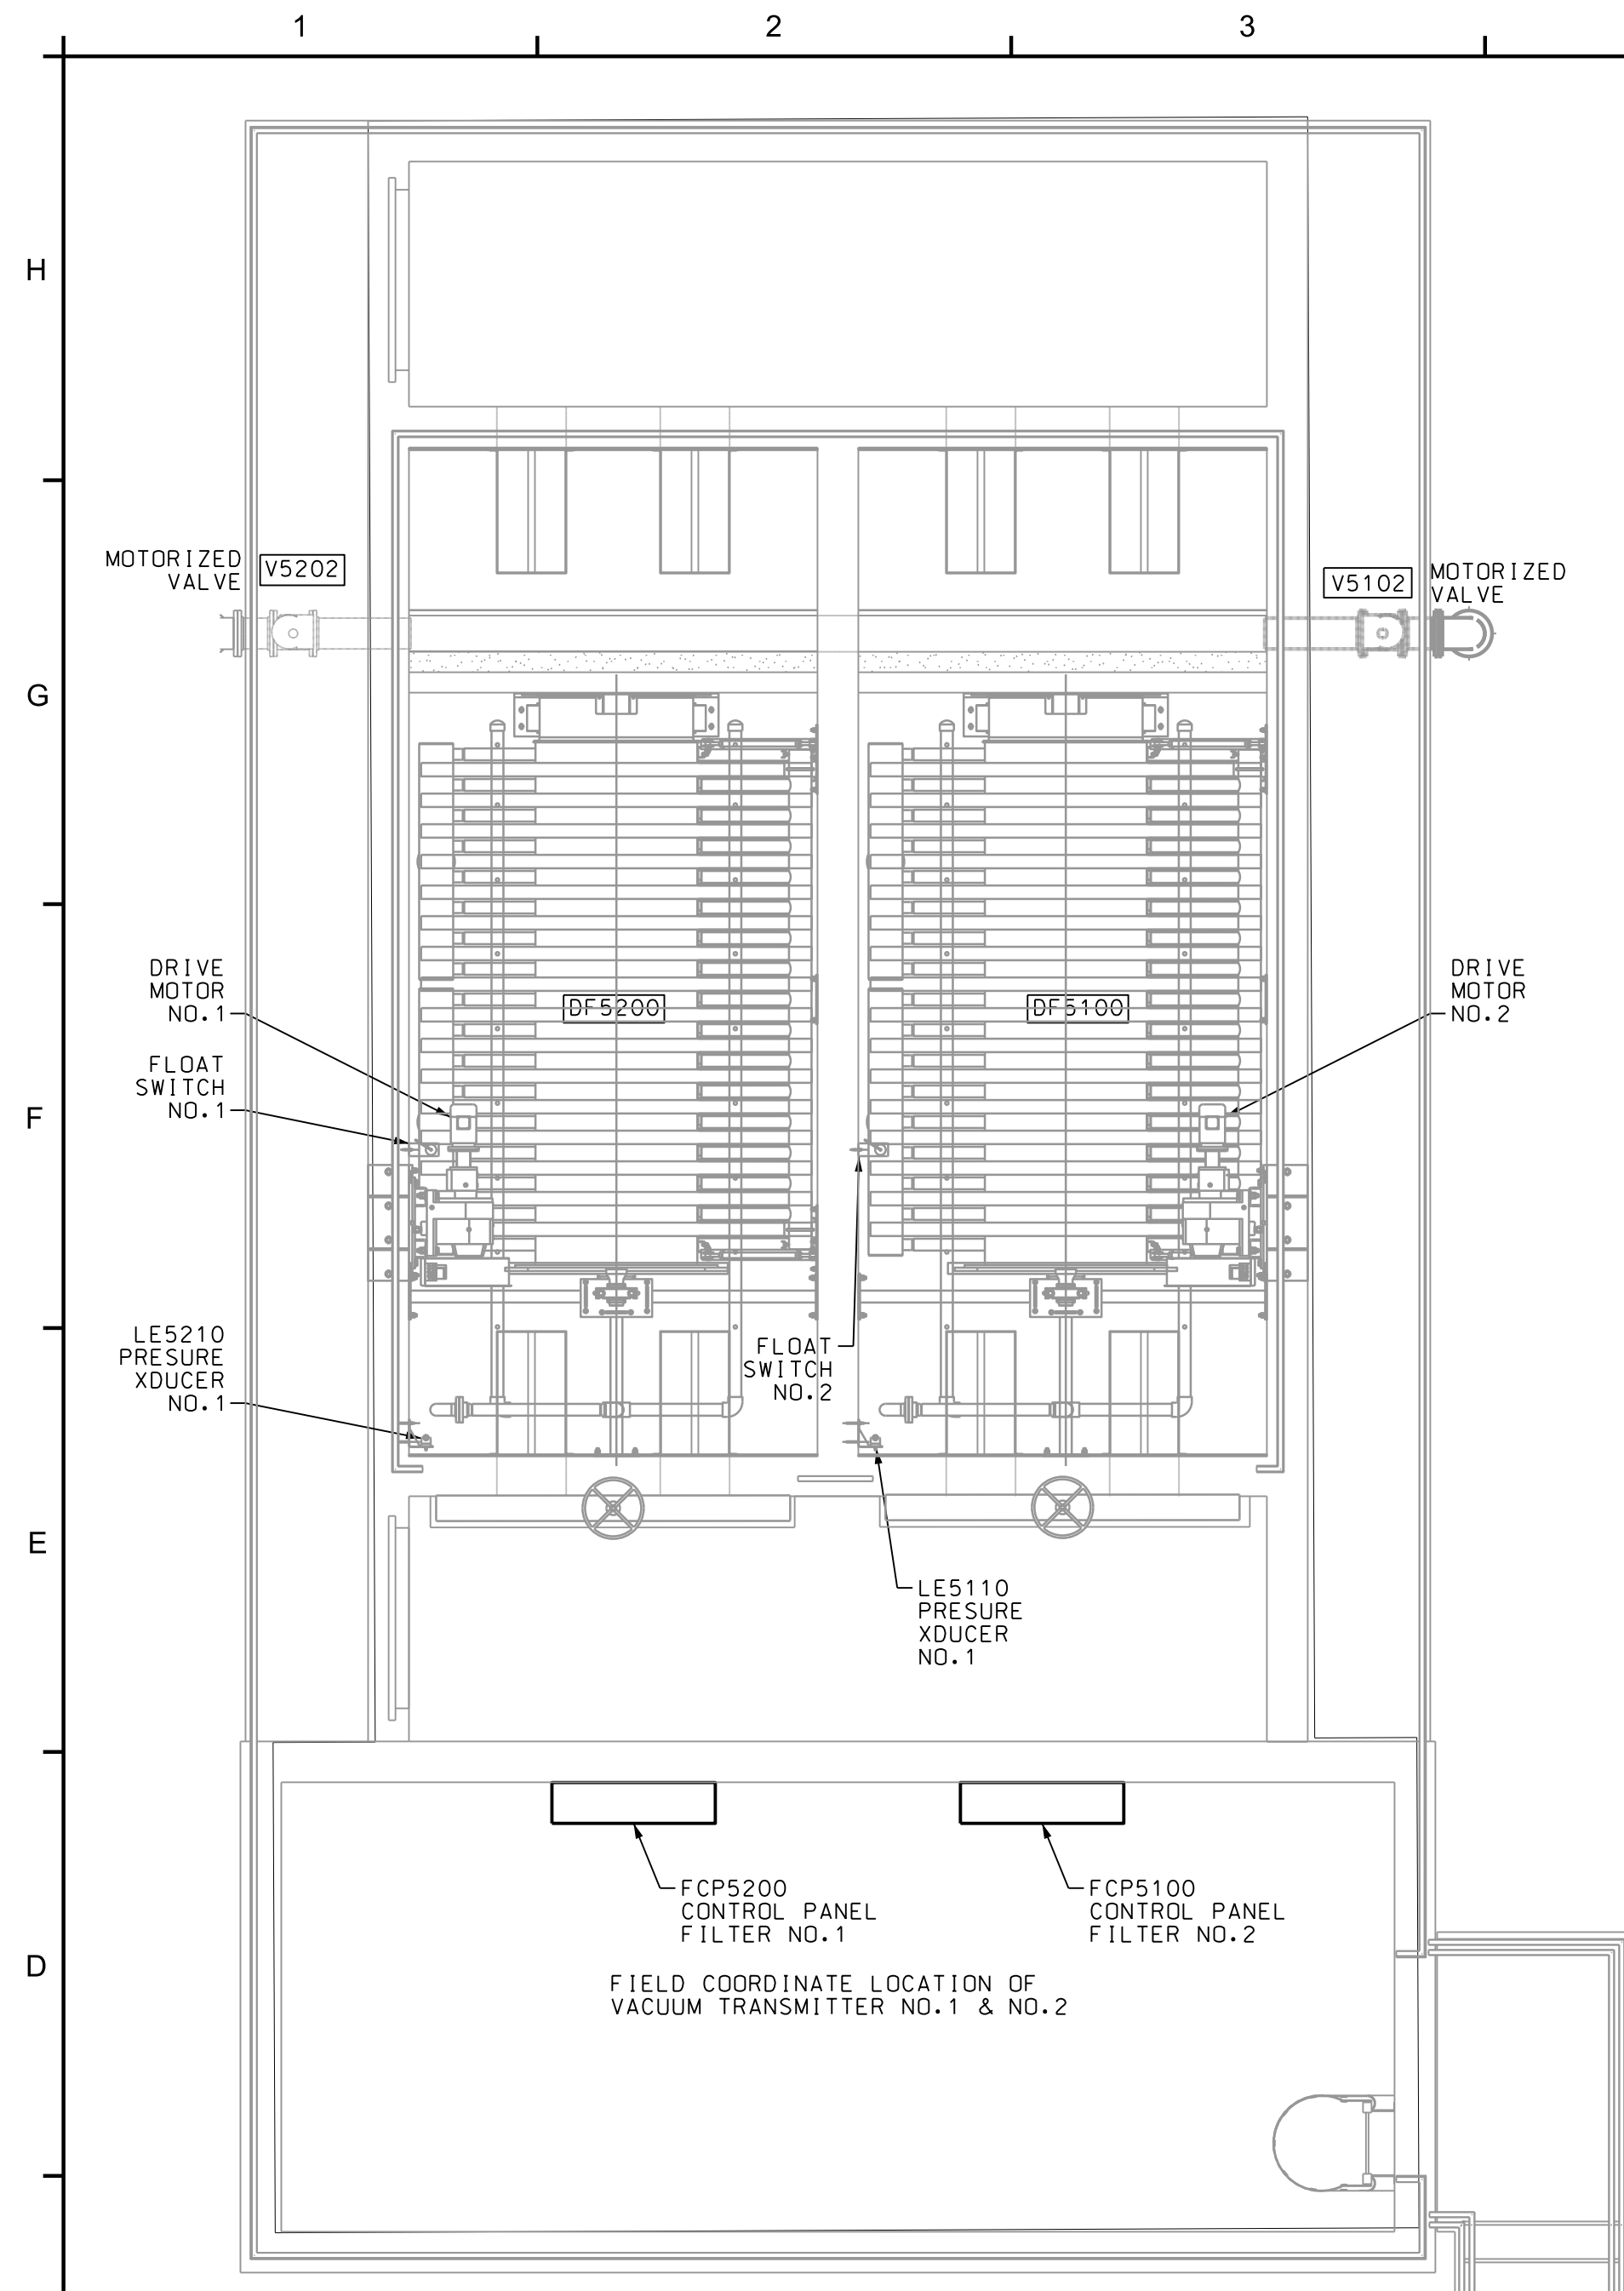 1
2
3
H
MOTORIZED
VALVE
V5202
V5102
MOTORIZED
VALVE
G
DRIVE
MOTOR
NO.1
DF5200
DF5100
DRIVE
MOTOR
NO.2
FLOAT
SWITCH
NO.1
F
LE5210
PRESURE
XDUCER
NO.1
FLOAT
SWITCH
NO.2
E
LE5110
PRESURE
XDUCER
NO.1
FCP5200
CONTROL PANEL
FILTER NO.1
FCP5100
CONTROL PANEL
FILTER NO.2
D
FIELD COORDINATE LOCATION OF
VACUUM TRANSMITTER NO.1 & NO.2